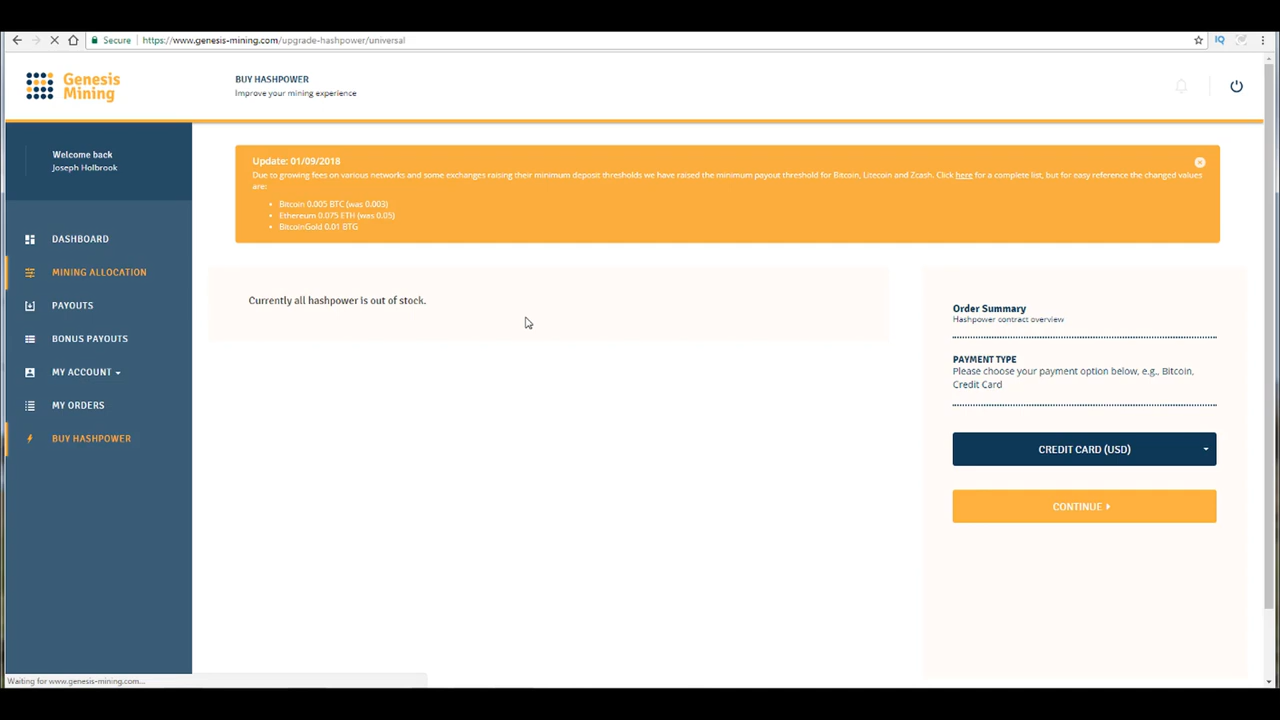 Secure
https://www.genesis-mining.com/upgrade-hashpower/universal
Genesis
Mining
BUY HASHPOWER
Improve your mining experience
Welcome back
Joseph Holbrook
DASHBOARD
MINING ALLOCATION
PAYOUTS
BONUS PAYOUTS
MY ACCOUNT
MY ORDERS
BUY HASHPOWER
Update: 01/09/2018
Due to growing fees on various networks and some exchanges raising their minimum deposit thresholds we have raised the minimum payout threshold for Bitcoin, Litecoin and Zcash. Click here for a complete list, but for easy reference the changed values
are:
• Bitcoin 0.005 BTC (was 0.003)
• Ethereum 0.075 ETH (was 0.05)
• BitcoinGold 0.01 BTG
Currently all hashpower is out of stock.
Order Summary
Hashpower contract overview
PAYMENT TYPE
Please choose your payment option below, e.g., Bitcoin,
Credit Card
CREDIT CARD (USD)
CONTINUE
Waiting for www.genesis-mining.com...